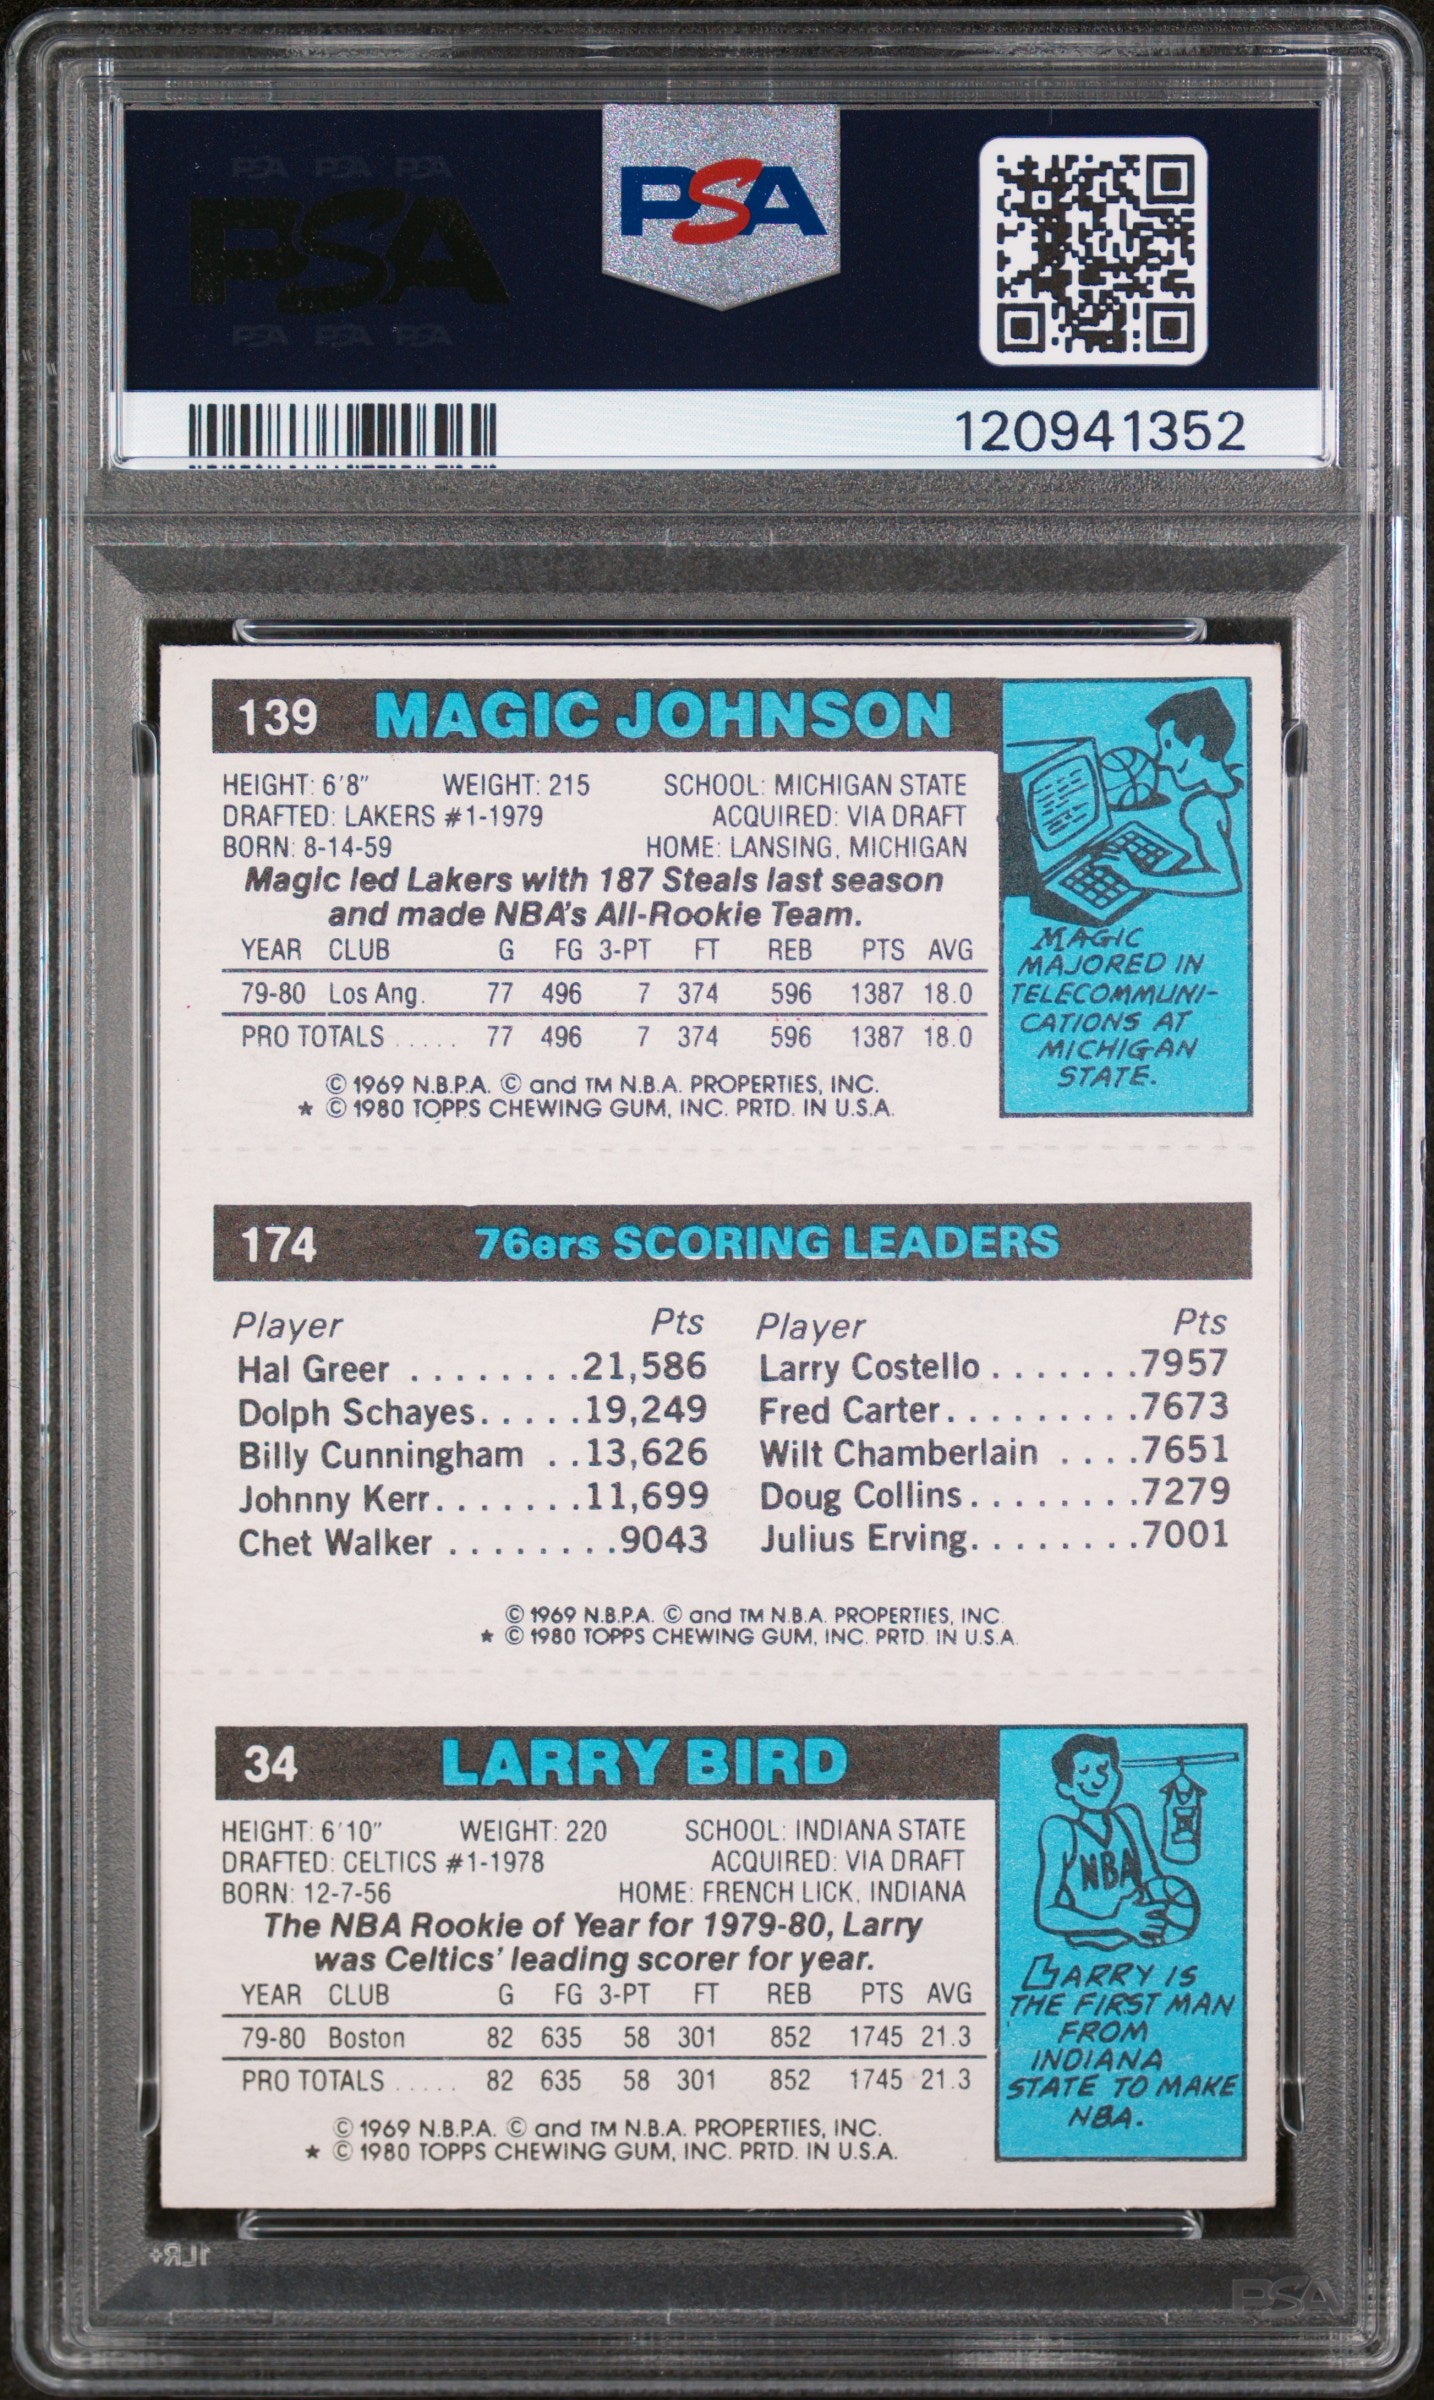 PSA PSA PSA
PSA
PSA PSA PSA
PSA
120941352
139 MAGIC JOHNSON
HEIGHT: 6'8" WEIGHT: 215 SCHOOL: MICHIGAN STATE
DRAFTED: LAKERS #1-1979 ACQUIRED: VIA DRAFT
BORN: 8-14-59 HOME: LANSING, MICHIGAN
Magic led Lakers with 187 Steals last season
and made NBA's All-Rookie Team.
YEAR CLUB G FG 3-PT FT REB PTS AVG
79-80 Los Ang. 77 496 7 374 596 1387 18.0
PRO TOTALS ..... 77 496 7 374 596 1387 18.0
© 1969 N.B.P.A. © and TM N.B.A. PROPERTIES, INC.
* © 1980 TOPPS CHEWING GUM, INC. PRTD. IN U.S.A.
MAGIC
MAJORED IN
TELECOMMUNI-
CATIONS AT
MICHIGAN
STATE.
174 76ers SCORING LEADERS
Player Pts Player Pts
Hal Greer ........21,586 Larry Costello .......7957
Dolph Schayes.....19,249 Fred Carter.........7673
Billy Cunningham ..13,626 Wilt Chamberlain ....7651
Johnny Kerr.......11,699 Doug Collins........7279
Chet Walker ........9043 Julius Erving........7001
© 1969 N.B.P.A. © and TM N.B.A. PROPERTIES, INC.
* © 1980 TOPPS CHEWING GUM, INC. PRTD. IN U.S.A.
34 LARRY BIRD
HEIGHT: 6'10" WEIGHT: 220 SCHOOL: INDIANA STATE
DRAFTED: CELTICS #1-1978 ACQUIRED: VIA DRAFT
BORN: 12-7-56 HOME: FRENCH LICK, INDIANA
The NBA Rookie of Year for 1979-80, Larry
was Celtics' leading scorer for year.
YEAR CLUB G FG 3-PT FT REB PTS AVG
79-80 Boston 82 635 58 301 852 1745 21.3
PRO TOTALS ..... 82 635 58 301 852 1745 21.3
© 1969 N.B.P.A. © and TM N.B.A. PROPERTIES, INC.
* © 1980 TOPPS CHEWING GUM, INC. PRTD. IN U.S.A.
NBA
LARRY IS
THE FIRST MAN
FROM
INDIANA
STATE TO MAKE
NBA.
1LR+
PSA